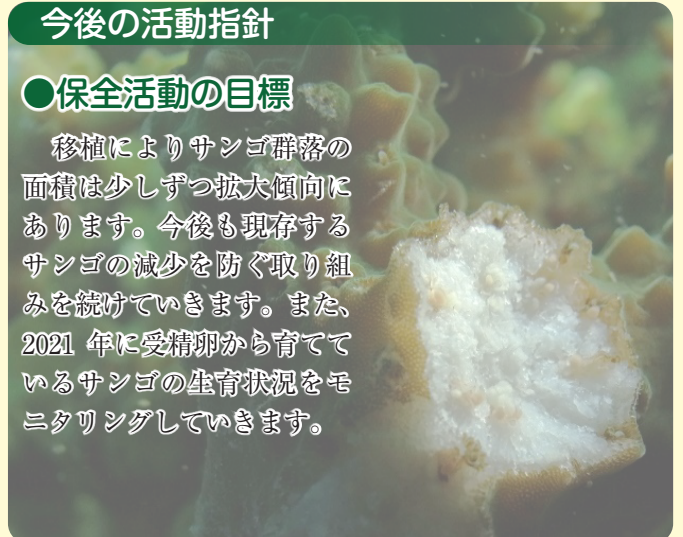 今後の活動指針
●保全活動の目標
移植によりサンゴ群落の
面積は少しずつ拡大傾向に
あります。今後も現存する
サンゴの減少を防ぐ取り組
みを続けていきます。また、
2021 年に受精卵から育てて
いるサンゴの生育状況をモ
ニタリングしていきます。